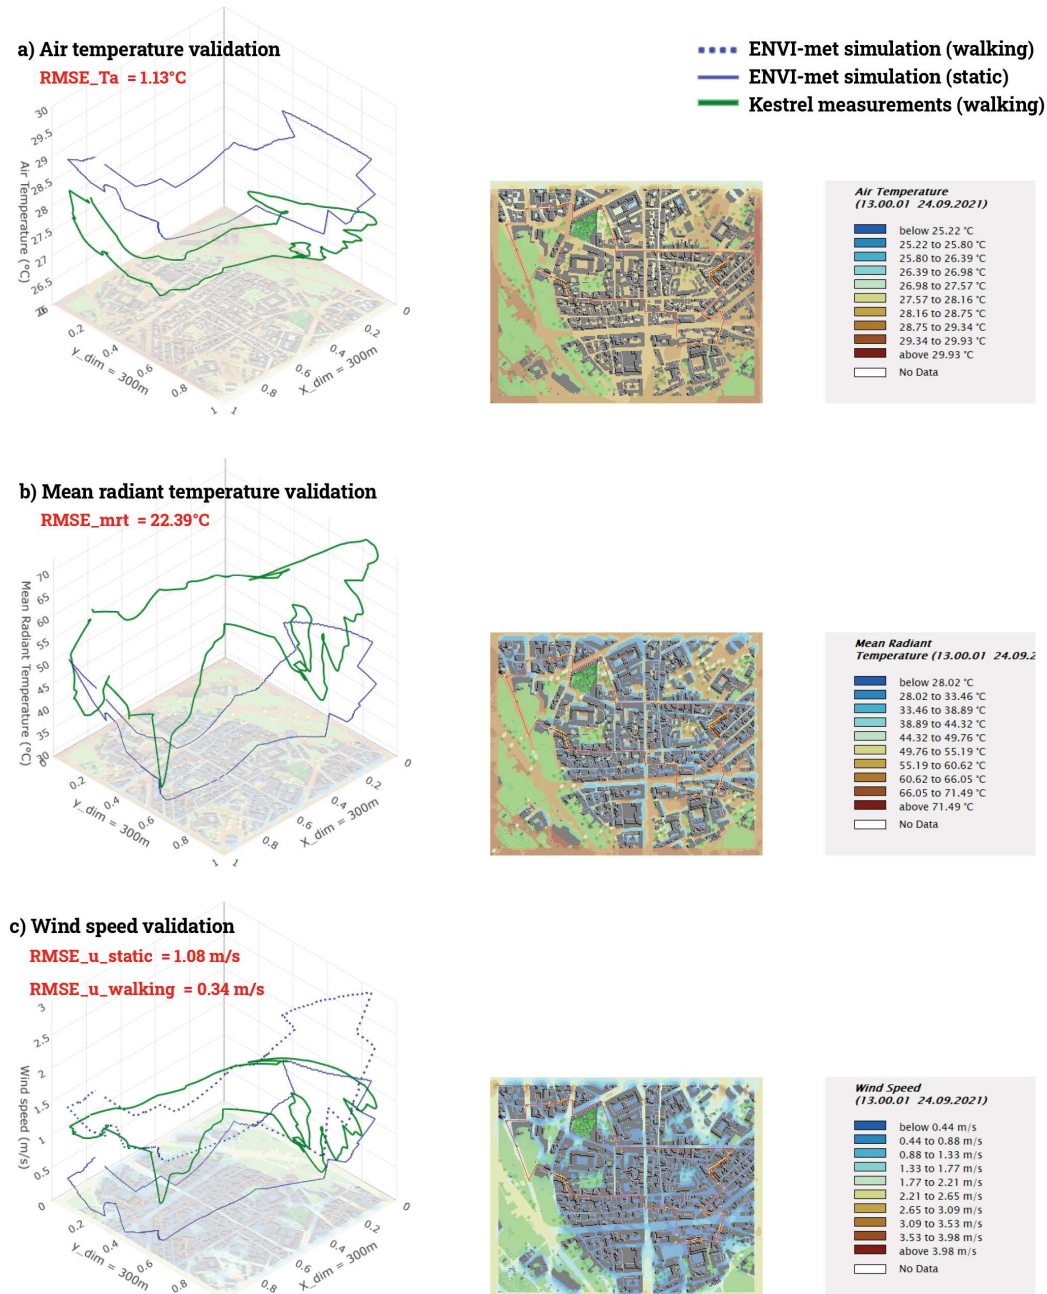 a) Air temperature validation
RMSE_Ta = 1.13°C
ENVI-met simulation (walking)
ENVI-met simulation (static)
Kestrel measurements (walking)
30
29.5
29
28.5
28
27.5
27
26.5
26
Air Temperature (°C)
0.2
0.4
0.6
0.8
1
y_dim = 300m
0
0.2
0.4
0.6
0.8
1
X_dim = 300m
Air Temperature
(13.00.01 24.09.2021)
below 25.22 °C
25.22 to 25.80 °C
25.80 to 26.39 °C
26.39 to 26.98 °C
26.98 to 27.57 °C
27.57 to 28.16 °C
28.16 to 28.75 °C
28.75 to 29.34 °C
29.34 to 29.93 °C
above 29.93 °C
No Data
b) Mean radiant temperature validation
RMSE_mrt = 22.39°C
70
65
60
55
50
45
40
35
30
Mean Radiant Temperature (°C)
0
0.2
0.4
0.6
0.8
1
y_dim = 300m
0
0.2
0.4
0.6
0.8
1
X_dim = 300m
Mean Radiant
Temperature (13.00.01 24.09.2
below 28.02 °C
28.02 to 33.46 °C
33.46 to 38.89 °C
38.89 to 44.32 °C
44.32 to 49.76 °C
49.76 to 55.19 °C
55.19 to 60.62 °C
60.62 to 66.05 °C
66.05 to 71.49 °C
above 71.49 °C
No Data
c) Wind speed validation
RMSE_u_static = 1.08 m/s
RMSE_u_walking = 0.34 m/s
3
2.5
2
1.5
1
0.5
0
Wind speed (m/s)
0.2
0.4
0.6
0.8
y_dim = 300m
0
0.2
0.4
0.6
0.8
X_dim = 300m
Wind Speed
(13.00.01 24.09.2021)
below 0.44 m/s
0.44 to 0.88 m/s
0.88 to 1.33 m/s
1.33 to 1.77 m/s
1.77 to 2.21 m/s
2.21 to 2.65 m/s
2.65 to 3.09 m/s
3.09 to 3.53 m/s
3.53 to 3.98 m/s
above 3.98 m/s
No Data